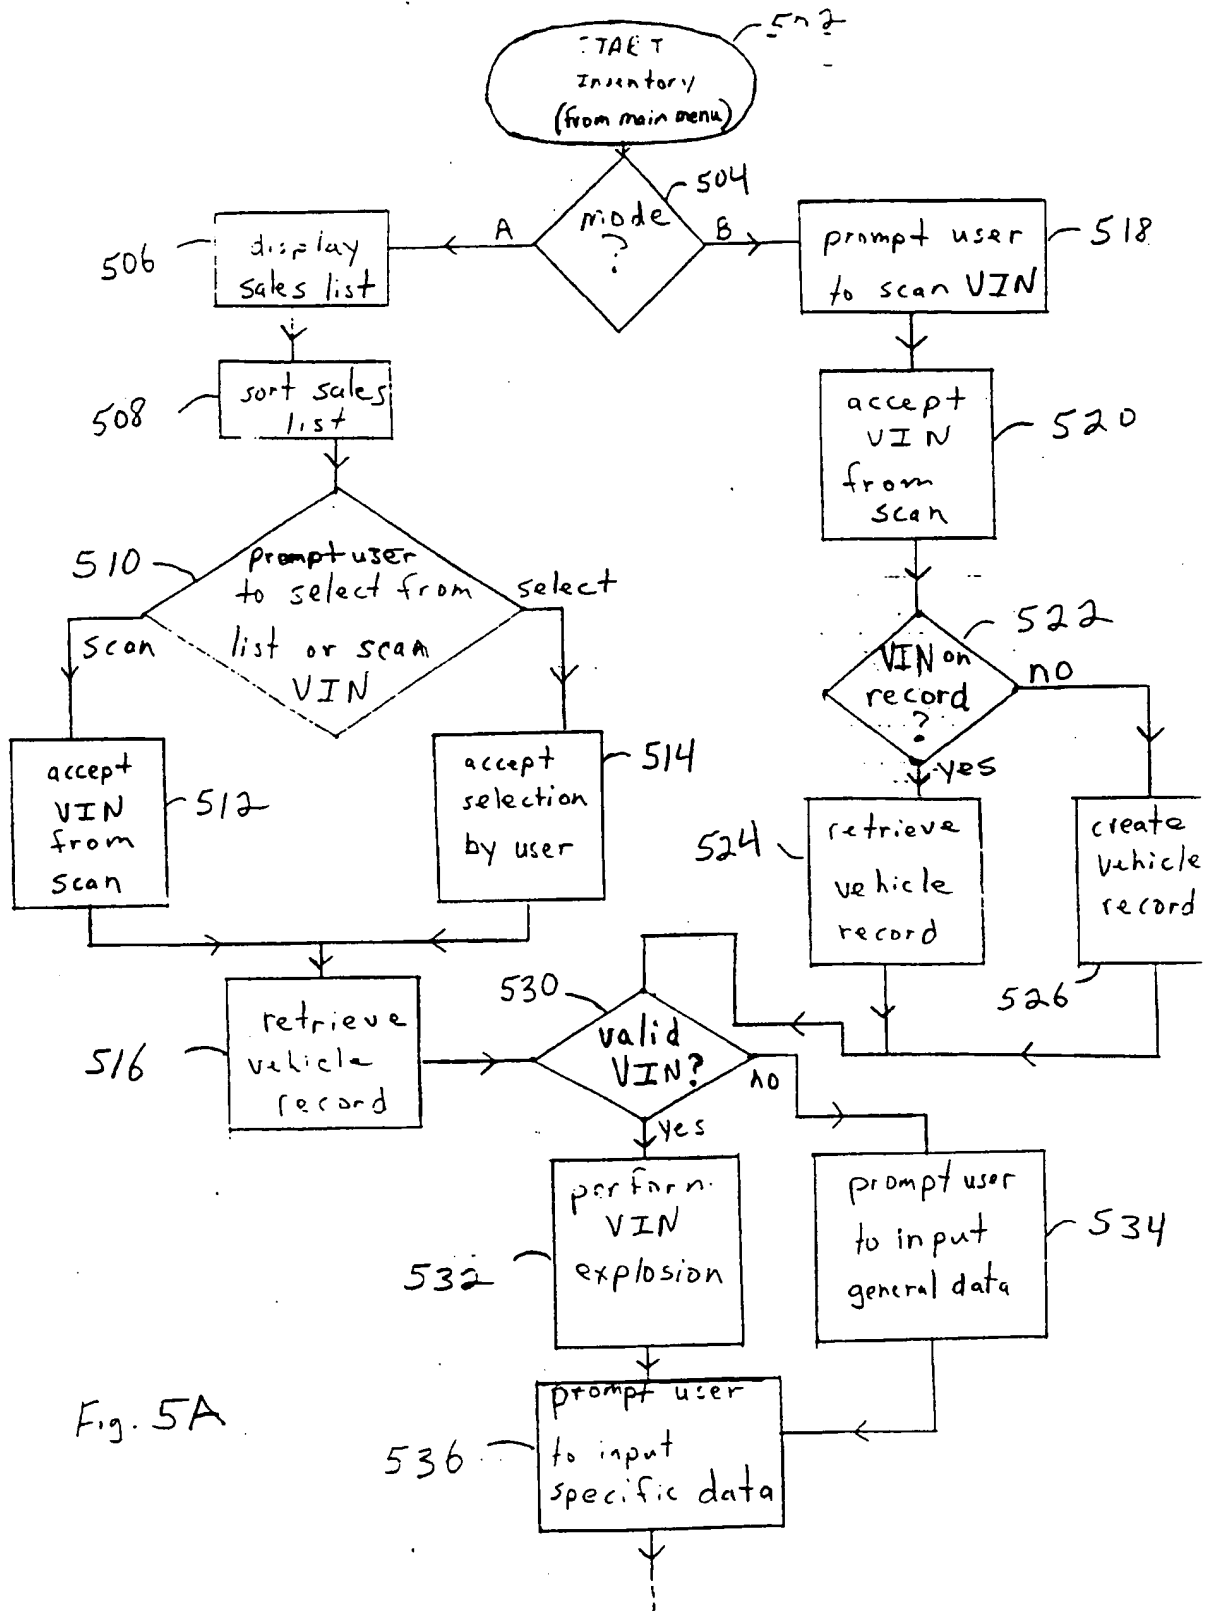 502
START
Inventory
(from main menu)
504
mode
?
A
B
506
display
sales list
prompt user
to scan VIN
518
508
sort sales
list
accept
VIN
from
scan
520
510
prompt user
to select from
list or scan
VIN
scan
select
522
VIN on
record
?
no
yes
accept
VIN
from
scan
512
accept
selection
by user
514
524
retrieve
vehicle
record
create
vehicle
record
526
516
retrieve
vehicle
record
530
valid
VIN?
no
yes
perform
VIN
explosion
532
prompt user
to input
general data
534
Fig. 5A
536
prompt user
to input
specific data